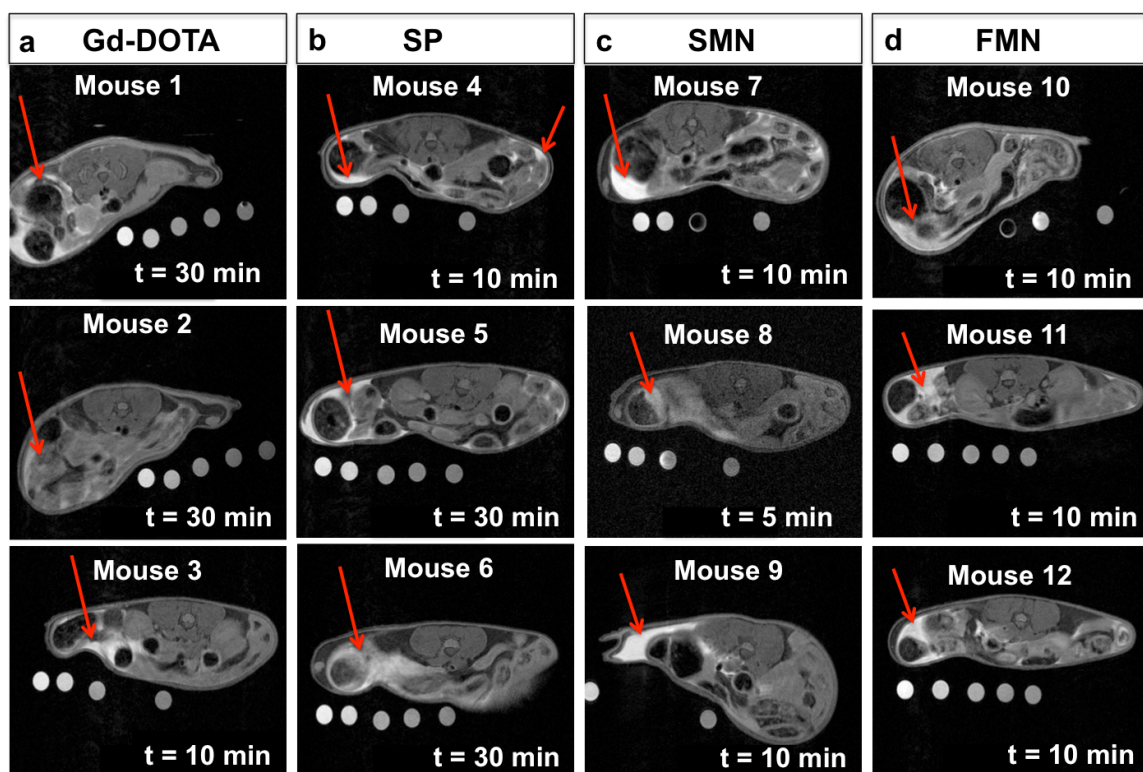 a Gd-DOTA
b SP
c SMN
d FMN
Mouse 1
t = 30 min
Mouse 4
t = 10 min
Mouse 7
t = 10 min
Mouse 10
t = 10 min
Mouse 2
t = 30 min
Mouse 5
t = 30 min
Mouse 8
t = 5 min
Mouse 11
t = 10 min
Mouse 3
t = 10 min
Mouse 6
t = 30 min
Mouse 9
t = 10 min
Mouse 12
t = 10 min